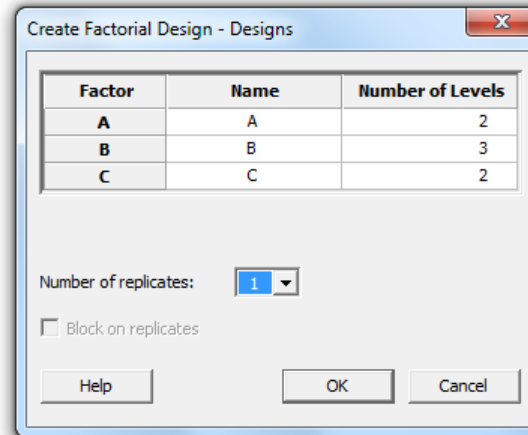 Create Factorial Design - Designs
x
Factor Name Number of Levels
A A 2
B B 3
C C 2
Number of replicates: 1
Block on replicates
Help OK Cancel